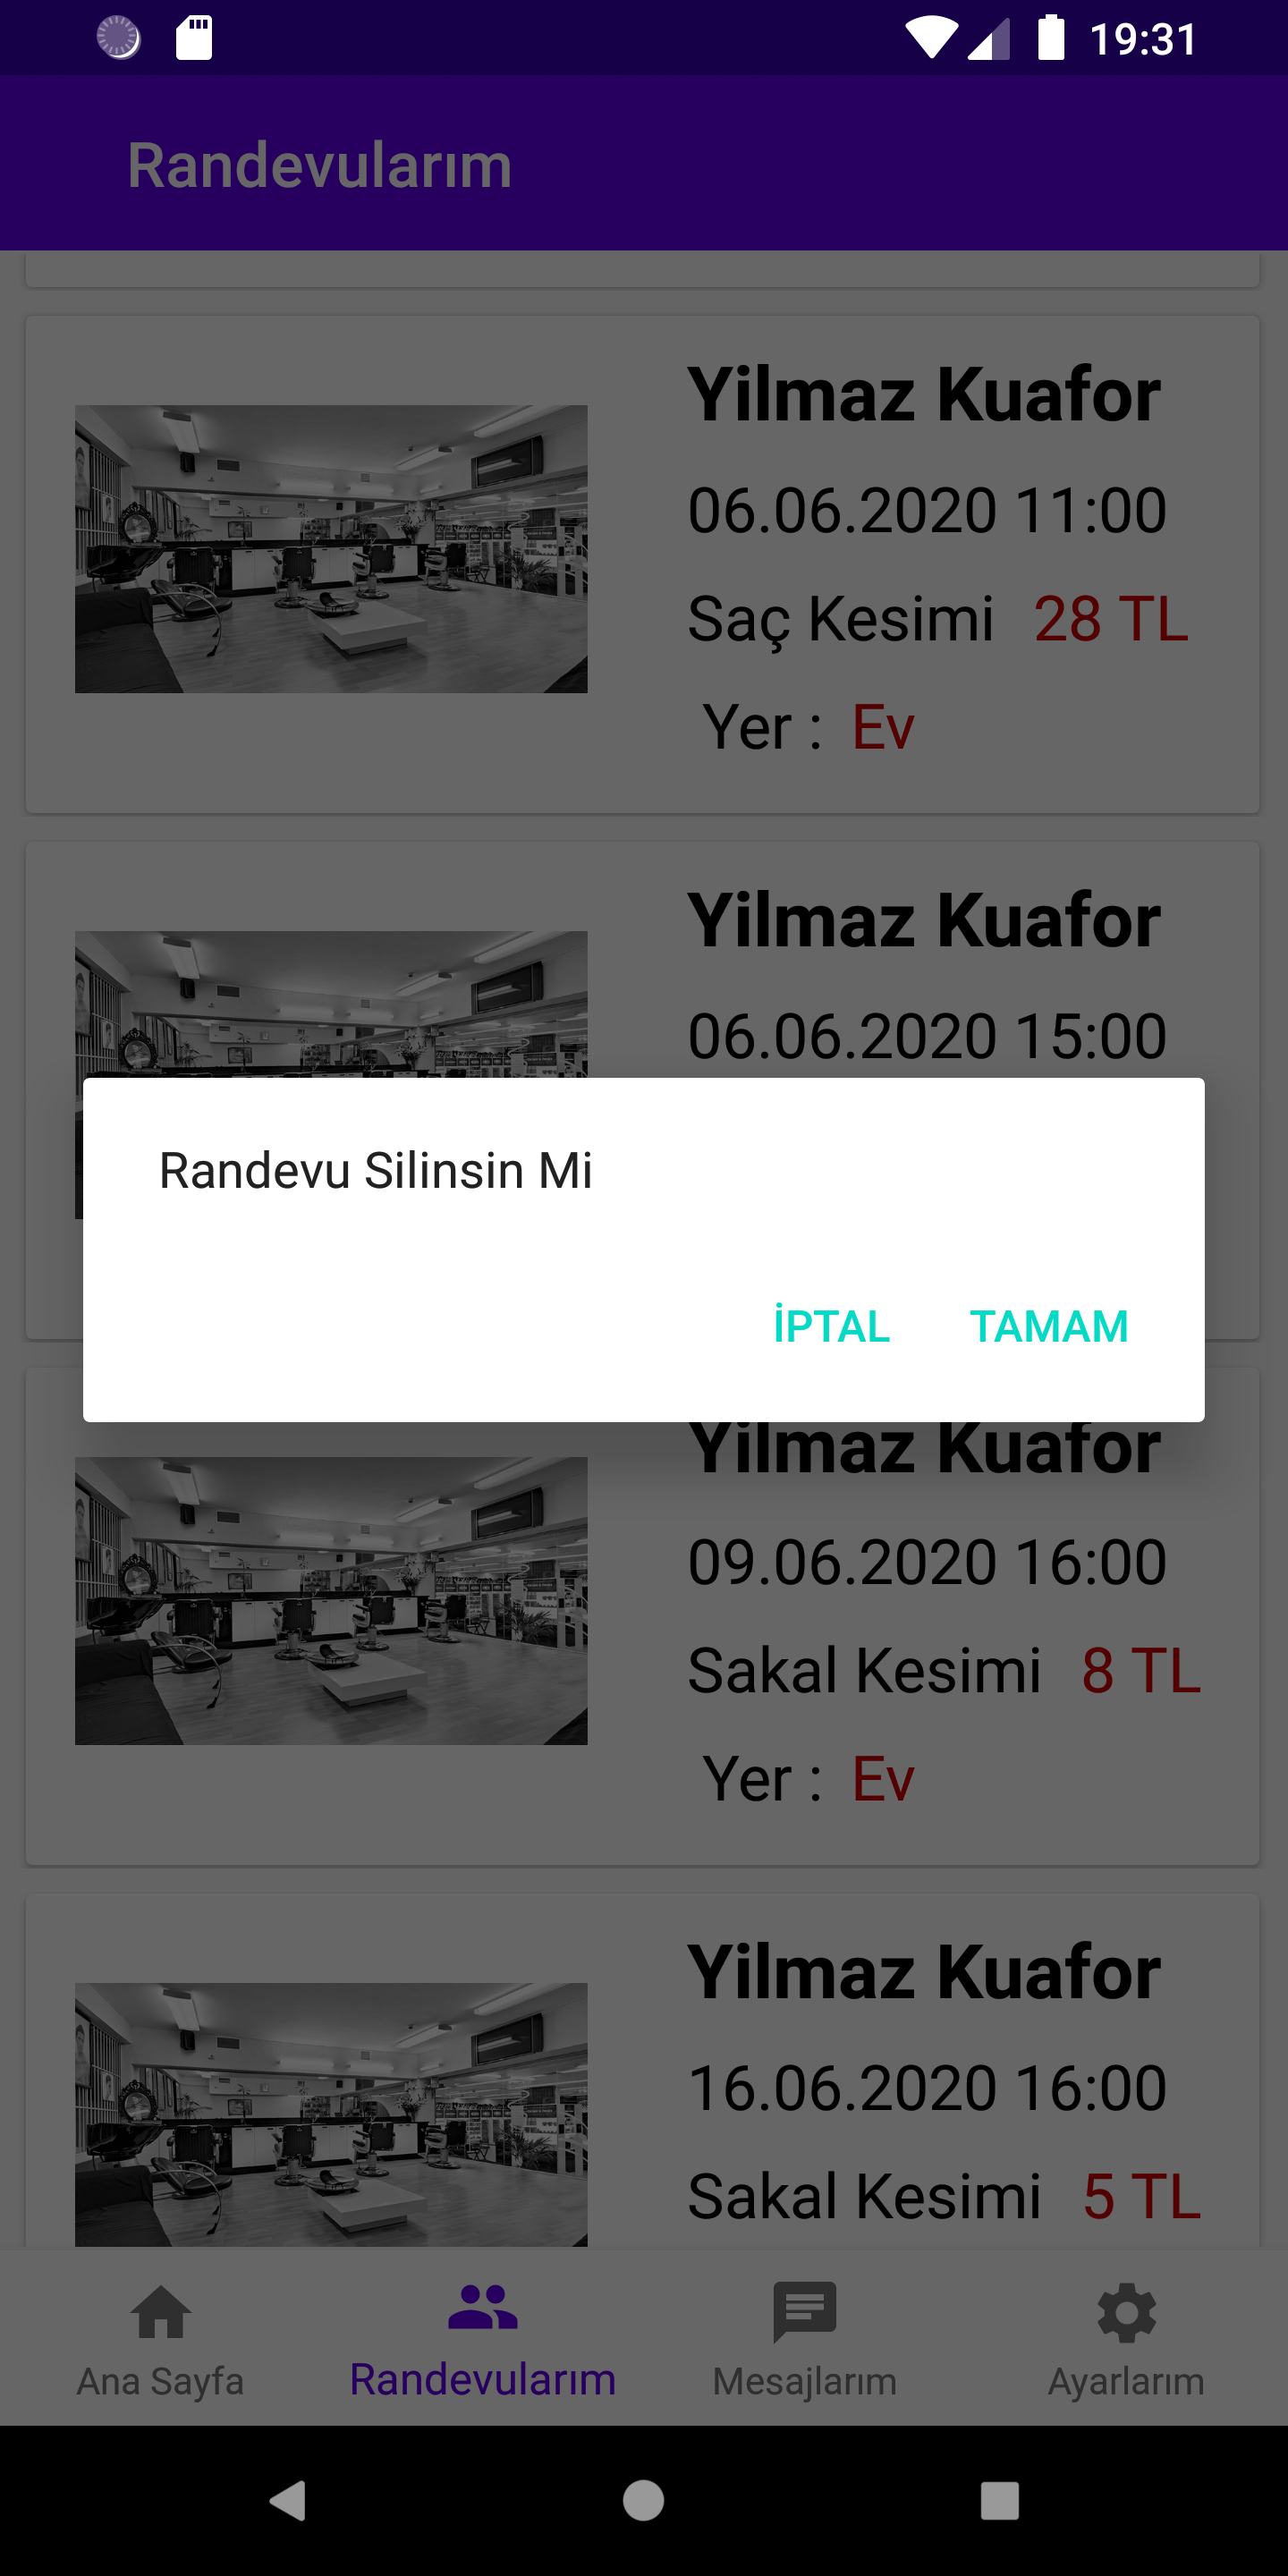 19:31
Randevularım
Yilmaz Kuafor
06.06.2020 11:00
Saç Kesimi 28 TL
Yer : Ev
Yilmaz Kuafor
06.06.2020 15:00
Randevu Silinsin Mi
İPTAL TAMAM
Yilmaz Kuafor
09.06.2020 16:00
Sakal Kesimi 8 TL
Yer : Ev
Yilmaz Kuafor
16.06.2020 16:00
Sakal Kesimi 5 TL
Ana Sayfa Randevularım Mesajlarım Ayarlarım